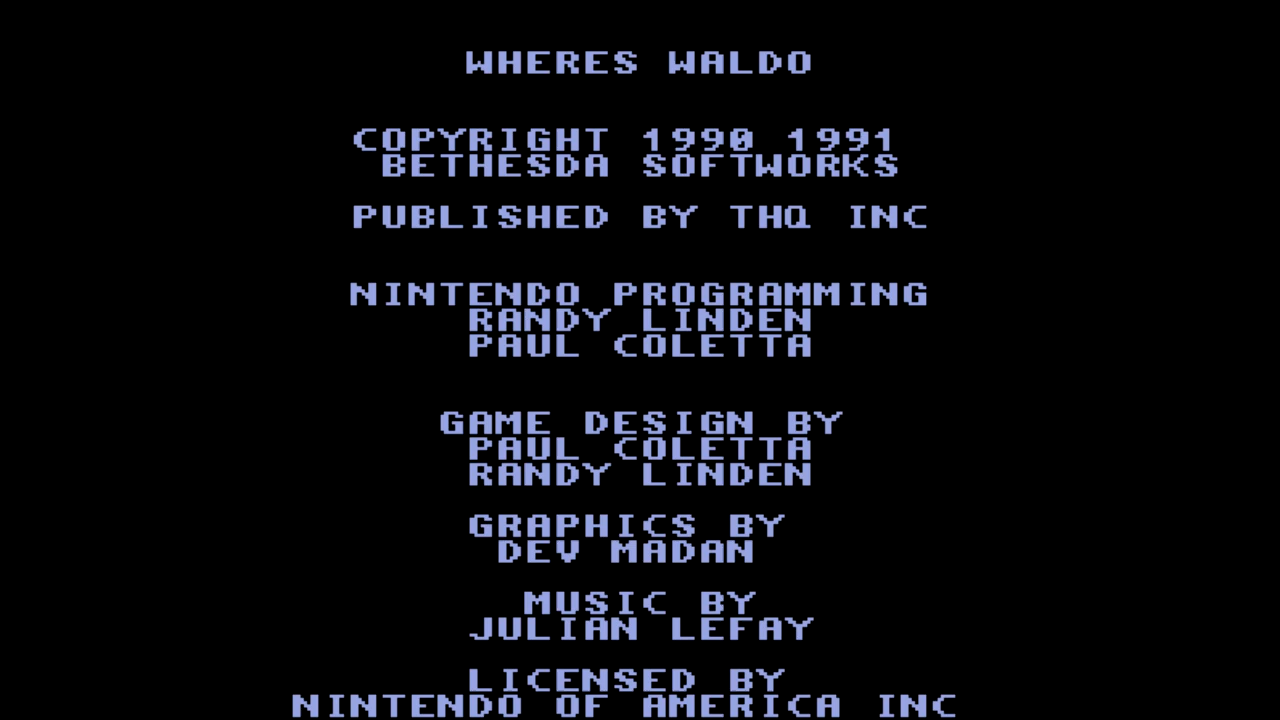 WHERES WALDO
COPYRIGHT 1990 1991
BETHESDA SOFTWORKS
PUBLISHED BY THQ INC
NINTENDO PROGRAMMING
RANDY LINDEN
PAUL COLETTA
GAME DESIGN BY
PAUL COLETTA
RANDY LINDEN
GRAPHICS BY
DEV MADAN
MUSIC BY
JULIAN LEFAY
LICENSED BY
NINTENDO OF AMERICA INC